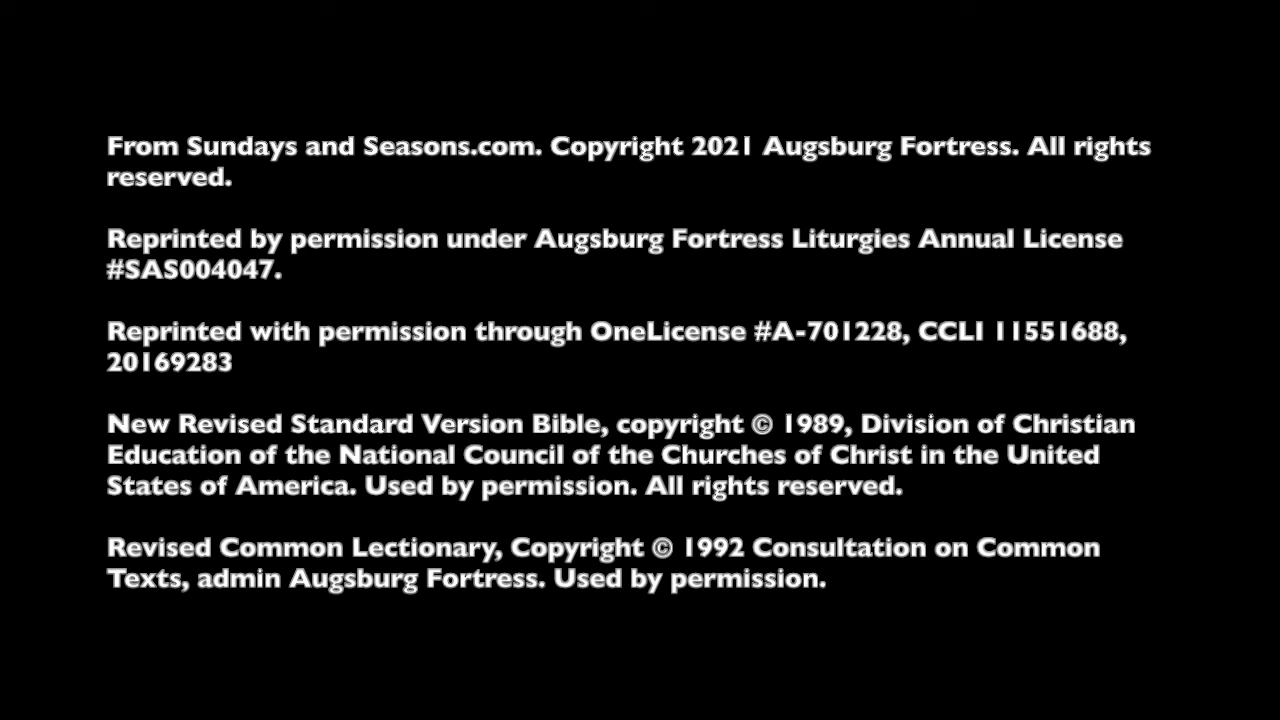 From Sundays and Seasons.com. Copyright 2021 Augsburg Fortress. All rights
reserved.
Reprinted by permission under Augsburg Fortress Liturgies Annual License
#SAS004047.
Reprinted with permission through OneLicense #A-701228, CCLI 11551688,
20169283
New Revised Standard Version Bible, copyright © 1989, Division of Christian
Education of the National Council of the Churches of Christ in the United
States of America. Used by permission. All rights reserved.
Revised Common Lectionary, Copyright © 1992 Consultation on Common
Texts, admin Augsburg Fortress. Used by permission.